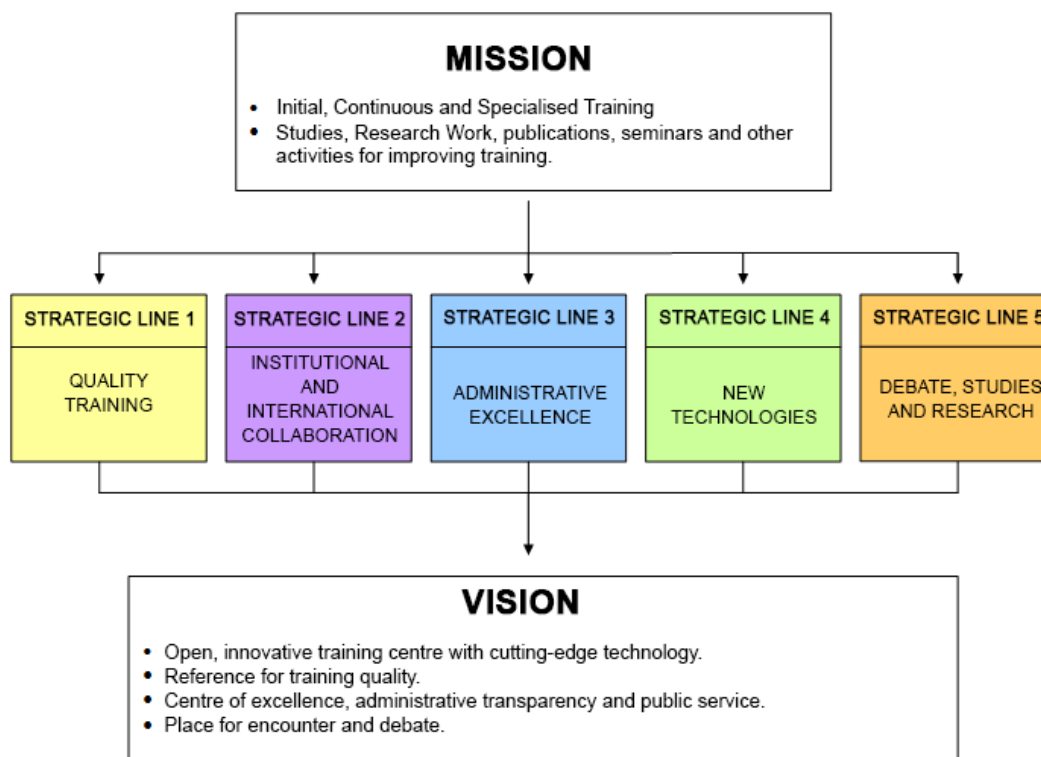 MISSION
• Initial, Continuous and Specialised Training
• Studies, Research Work, publications, seminars and other
activities for improving training.
STRATEGIC LINE 1
QUALITY
TRAINING
STRATEGIC LINE 2
INSTITUTIONAL
AND
INTERNATIONAL
COLLABORATION
STRATEGIC LINE 3
ADMINISTRATIVE
EXCELLENCE
STRATEGIC LINE 4
NEW
TECHNOLOGIES
STRATEGIC LINE 5
DEBATE, STUDIES
AND RESEARCH
VISION
• Open, innovative training centre with cutting-edge technology.
• Reference for training quality.
• Centre of excellence, administrative transparency and public service.
• Place for encounter and debate.